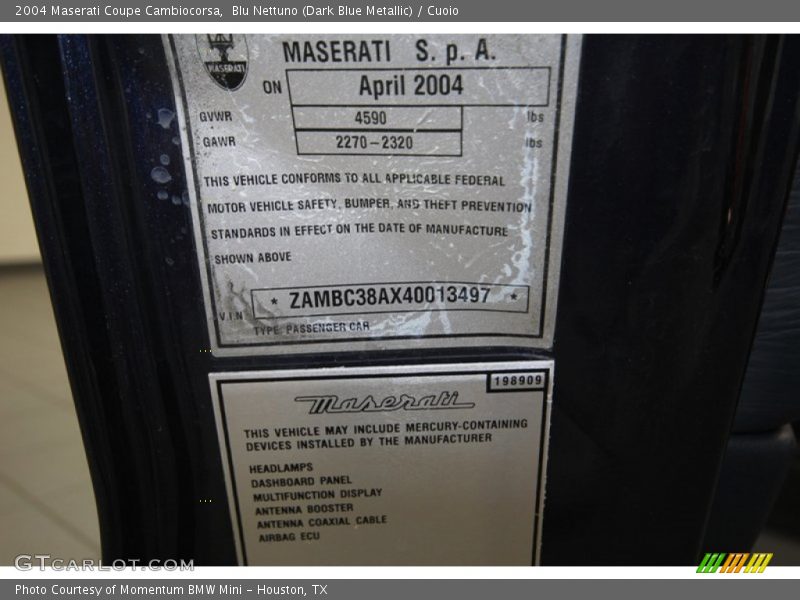 2004 Maserati Coupe Cambiocorsa,  Blu Nettuno (Dark Blue Metallic) / Cuoio
MASERATI
MASERATI S. p. A.
ON April 2004
GVWR 4590 lbs
GAWR 2270-2320 lbs
THIS VEHICLE CONFORMS TO ALL APPLICABLE FEDERAL
MOTOR VEHICLE SAFETY, BUMPER, AND THEFT PREVENTION
STANDARDS IN EFFECT ON THE DATE OF MANUFACTURE
SHOWN ABOVE
V.I.N * ZAMBC38AX40013497 *
TYPE: PASSENGER CAR
198909
Maserati
THIS VEHICLE MAY INCLUDE MERCURY-CONTAINING
DEVICES INSTALLED BY THE MANUFACTURER
HEADLAMPS
DASHBOARD PANEL
MULTIFUNCTION DISPLAY
ANTENNA BOOSTER
ANTENNA COAXIAL CABLE
AIRBAG ECU
GTCARLOT.COM
Photo Courtesy of Momentum BMW Mini - Houston, TX